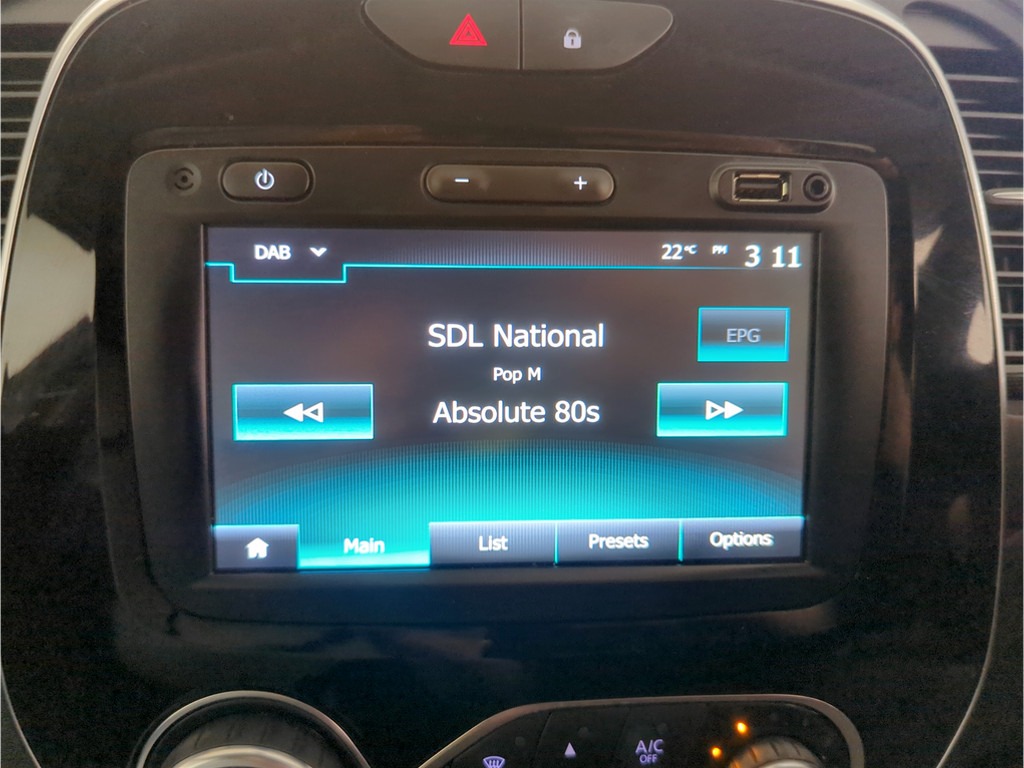 DAB 22°C PM 3 11
SDL National
EPG
Pop M
Absolute 80s
Main List Presets Options
A/C
OFF